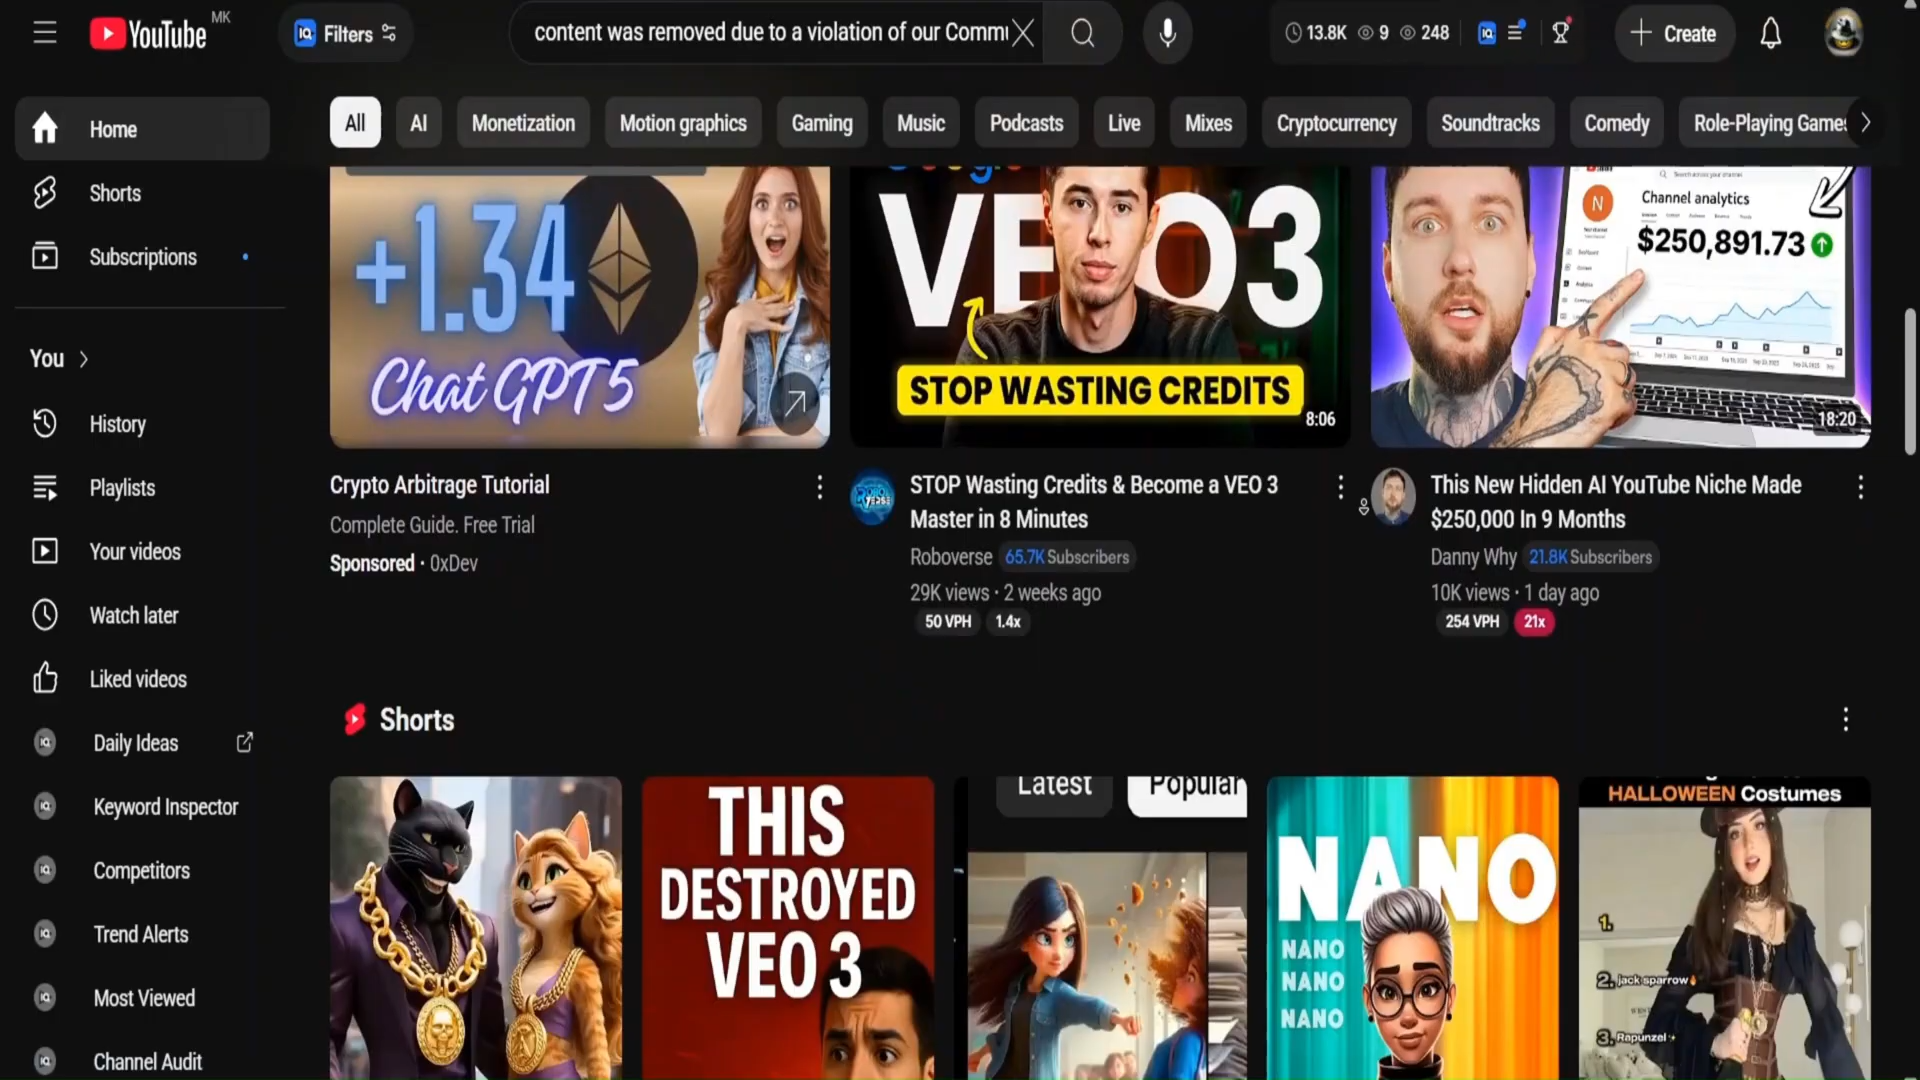 YouTube MK
Filters
content was removed due to a violation of our Commu
13.8K 9 248
Create
Home
Shorts
Subscriptions
You
History
Playlists
Your videos
Watch later
Liked videos
Daily Ideas
Keyword Inspector
Competitors
Trend Alerts
Most Viewed
Channel Audit
All AI Monetization Motion graphics Gaming Music Podcasts Live Mixes Cryptocurrency Soundtracks Comedy Role-Playing Games
+1.34
Chat GPT 5
Crypto Arbitrage Tutorial
Complete Guide. Free Trial
Sponsored · 0xDev
VEO3
STOP WASTING CREDITS
8:06
STOP Wasting Credits & Become a VEO 3
Master in 8 Minutes
Roboverse 65.7K Subscribers
29K views · 2 weeks ago
50 VPH 1.4x
Channel analytics
N
$250,891.73
18:20
This New Hidden AI YouTube Niche Made
$250,000 In 9 Months
Danny Why 21.8K Subscribers
10K views · 1 day ago
254 VPH 21x
Shorts
THIS
DESTROYED
VEO 3
Latest Popular
NANO
NANO
NANO
NANO
HALLOWEEN Costumes
1.
2. jack sparrow
3. Rapunzel